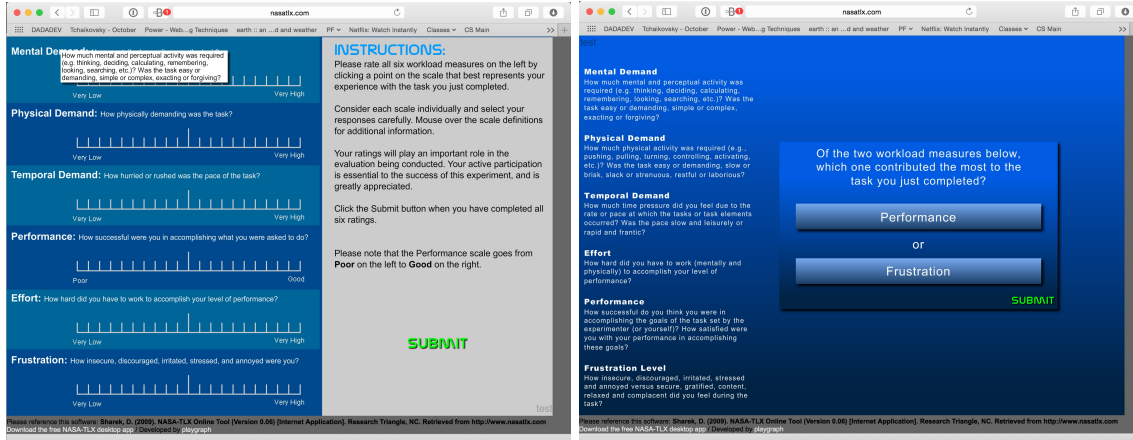 nasatlx.com
DADADEV Tchaikovsky - October Power - Web...g Techniques earth :: an ...d and weather PF Netflix: Watch Instantly Classes CS Main >> +
Mental Demand:
How much mental and perceptual activity was required
(e.g. thinking, deciding, calculating, remembering,
looking, searching, etc.)? Was the task easy or
demanding, simple or complex, exacting or forgiving?
Very Low Very High
Physical Demand: How physically demanding was the task?
Very Low Very High
Temporal Demand: How hurried or rushed was the pace of the task?
Very Low Very High
Performance: How successful were you in accomplishing what you were asked to do?
Poor Good
Effort: How hard did you have to work to accomplish your level of performance?
Very Low Very High
Frustration: How insecure, discouraged, irritated, stressed, and annoyed were you?
Very Low Very High
INSTRUCTIONS:
Please rate all six workload measures on the left by
clicking a point on the scale that best represents your
experience with the task you just completed.
Consider each scale individually and select your
responses carefully. Mouse over the scale definitions
for additional information.
Your ratings will play an important role in the
evaluation being conducted. Your active participation
is essential to the success of this experiment, and is
greatly appreciated.
Click the Submit button when you have completed all
six ratings.
Please note that the Performance scale goes from
Poor on the left to Good on the right.
SUBMIT
test
Please reference this software: Sharek, D. (2009). NASA-TLX Online Tool (Version 0.06) [Internet Application]. Research Triangle, NC. Retrieved from http://www.nasatlx.com
Download the free NASA-TLX desktop app / Developed by playgraph
nasatlx.com
DADADEV Tchaikovsky - October Power - Web...g Techniques earth :: an ...d and weather PF Netflix: Watch Instantly Classes CS Main >> +
test
Mental Demand
How much mental and perceptual activity was
required (e.g. thinking, deciding, calculating,
remembering, looking, searching, etc.)? Was the
task easy or demanding, simple or complex,
exacting or forgiving?
Physical Demand
How much physical activity was required (e.g.,
pushing, pulling, turning, controlling, activating,
etc.)? Was the task easy or demanding, slow or
brisk, slack or strenuous, restful or laborious?
Temporal Demand
How much time pressure did you feel due to the
rate or pace at which the tasks or task elements
occurred? Was the pace slow and leisurely or
rapid and frantic?
Effort
How hard did you have to work (mentally and
physically) to accomplish your level of
performance?
Performance
How successful do you think you were in
accomplishing the goals of the task set by the
experimenter (or yourself)? How satisfied were
you with your performance in accomplishing
these goals?
Frustration Level
How insecure, discouraged, irritated, stressed
and annoyed versus secure, gratified, content,
relaxed and complacent did you feel during the
task?
Of the two workload measures below,
which one contributed the most to the
task you just completed?
Performance
or
Frustration
SUBMIT
Please reference this software: Sharek, D. (2009). NASA-TLX Online Tool (Version 0.06) [Internet Application]. Research Triangle, NC. Retrieved from http://www.nasatlx.com
Download the free NASA-TLX desktop app / Developed by playgraph